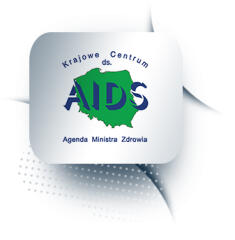 Krajowe Centrum
ds.
AIDS
Agenda Ministra Zdrowia